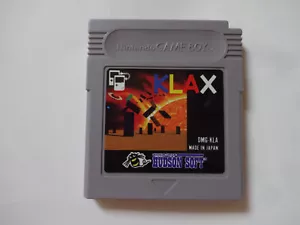 Nintendo GAME BOY
KLAX
DMG-KLA
MADE IN JAPAN
HUDSON SOFT